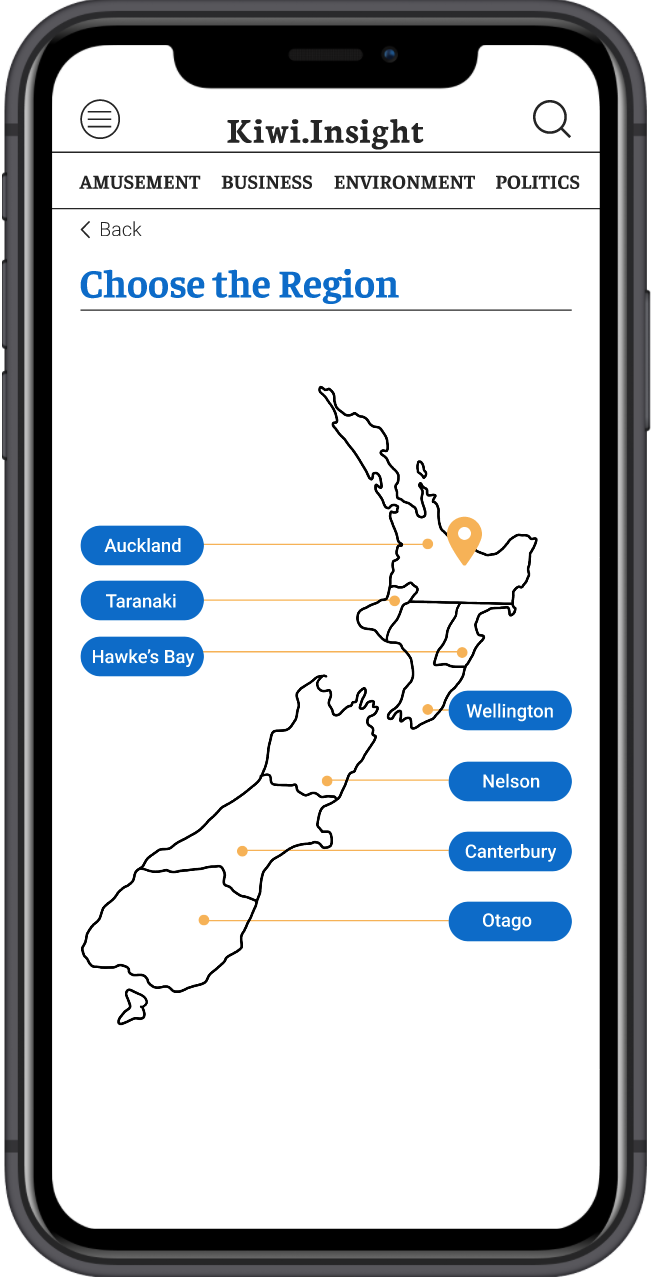 Kiwi.Insight
AMUSEMENT BUSINESS ENVIRONMENT POLITICS
Back
Choose the Region
Auckland
Taranaki
Hawke’s Bay
Wellington
Nelson
Canterbury
Otago